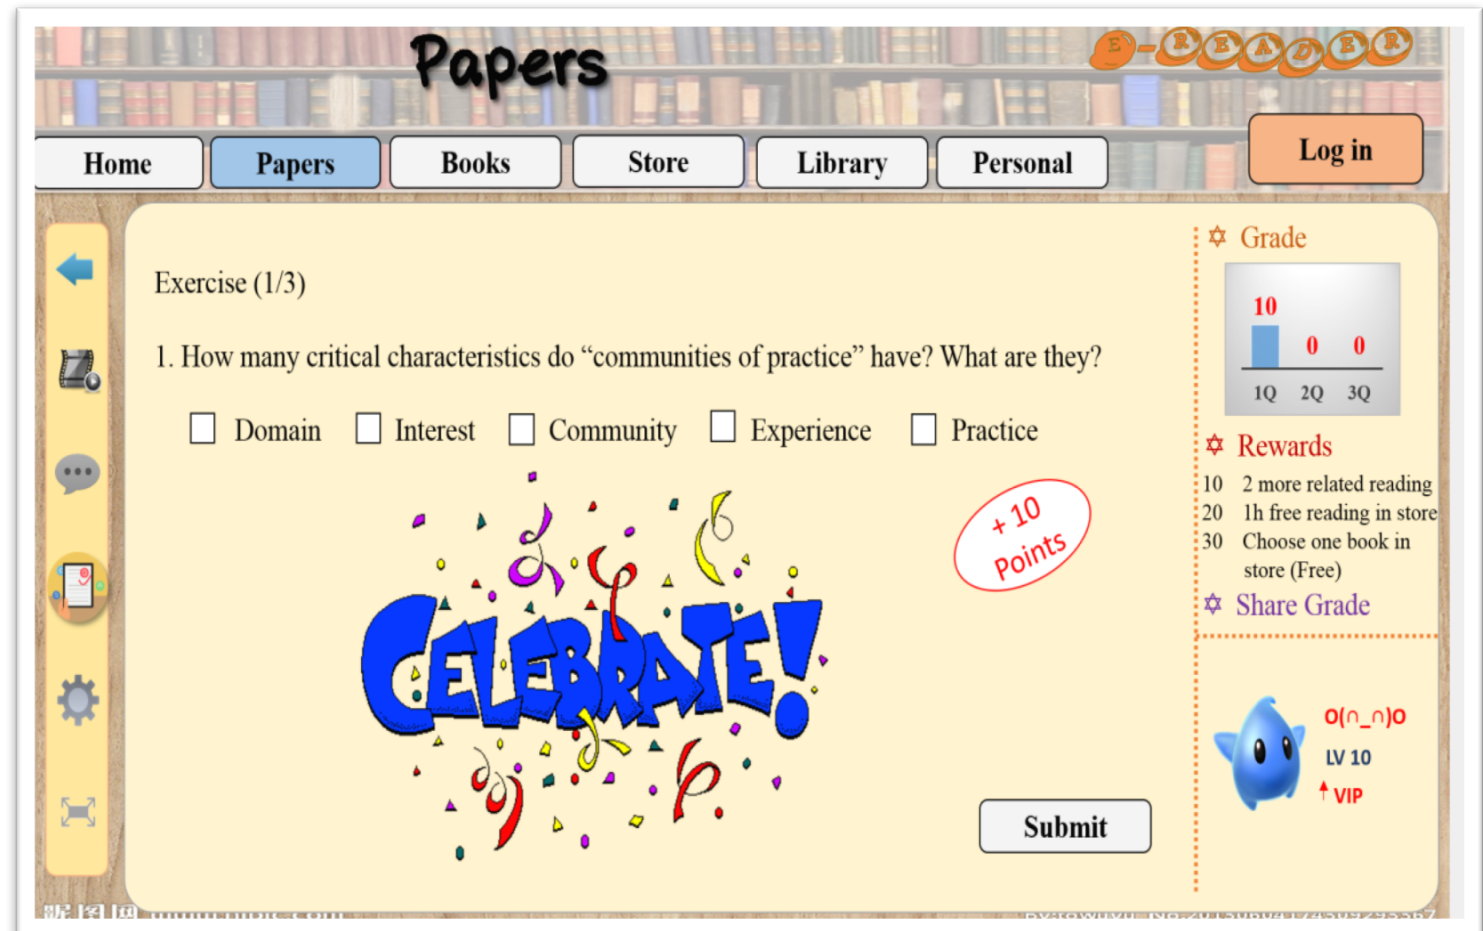 Papers
E-READER
Home
Papers
Books
Store
Library
Personal
Log in
Exercise (1/3)
1. How many critical characteristics do “communities of practice” have? What are they?
Domain
Interest
Community
Experience
Practice
+ 10
Points
CELEBRATE!
Submit
Grade
10
0 0
1Q 2Q 3Q
Rewards
10 2 more related reading
20 1h free reading in store
30 Choose one book in
store (Free)
Share Grade
O(∩_∩)O
LV 10
VIP